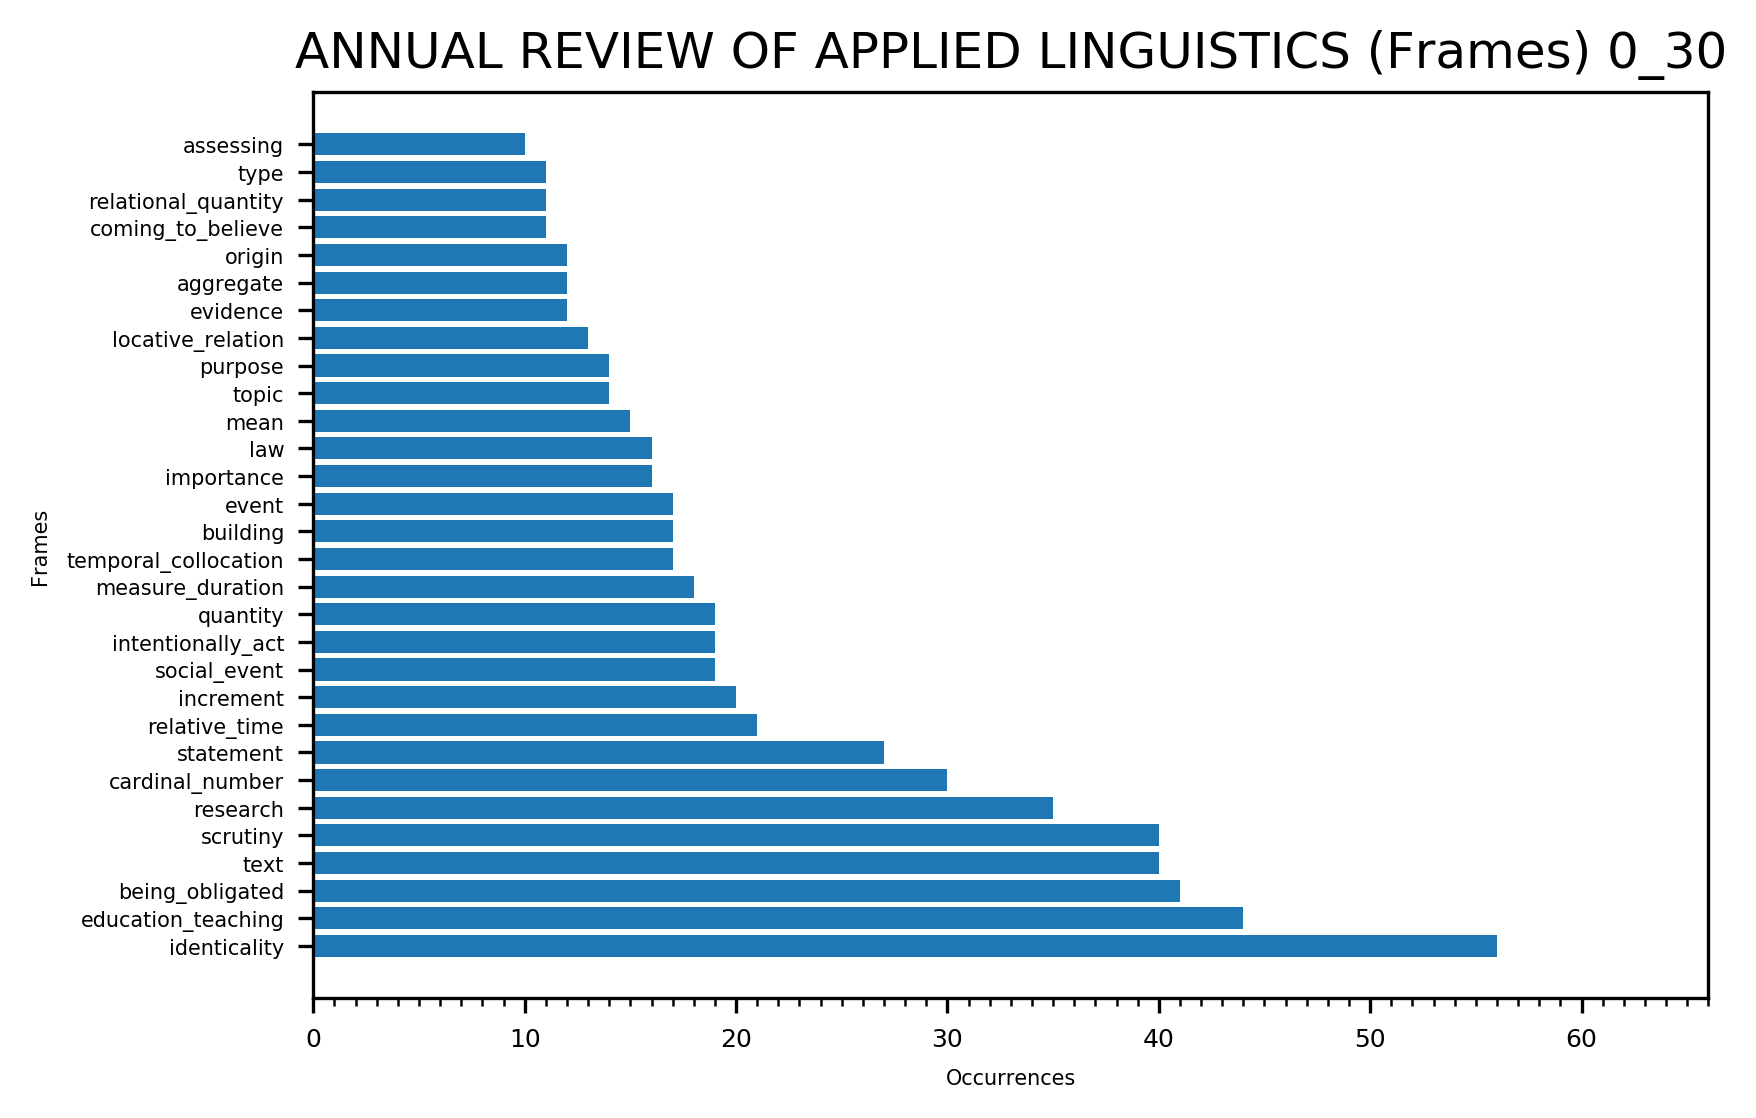 ANNUAL REVIEW OF APPLIED LINGUISTICS (Frames) 0_30
assessing
type
relational_quantity
coming_to_believe
origin
aggregate
evidence
locative_relation
purpose
topic
mean
law
importance
event
building
temporal_collocation
measure_duration
quantity
intentionally_act
social_event
increment
relative_time
statement
cardinal_number
research
scrutiny
text
being_obligated
education_teaching
identicality
Frames
0 10 20 30 40 50 60
Occurrences